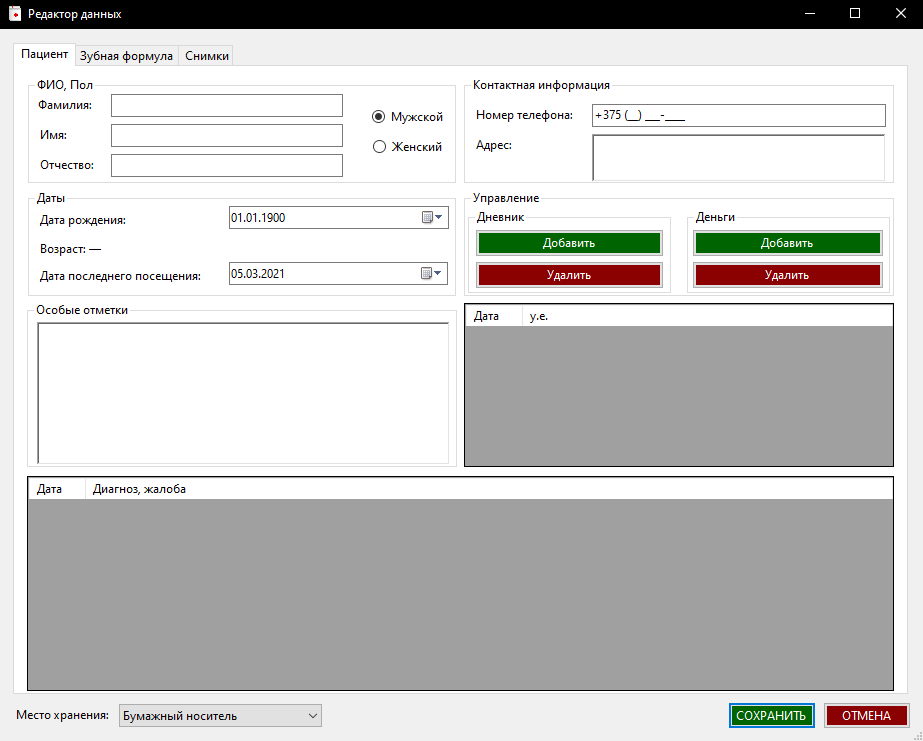 Редактор данных
Пациент Зубная формула Снимки
ФИО, Пол
Фамилия:
Имя:
Отчество:
Мужской
Женский
Контактная информация
Номер телефона: +375 (__) ___-____
Адрес:
Даты
Дата рождения: 01.01.1900
Возраст: —
Дата последнего посещения: 05.03.2021
Управление
Дневник
Добавить
Удалить
Деньги
Добавить
Удалить
Особые отметки
Дата у.е.
Дата Диагноз, жалоба
Место хранения: Бумажный носитель
СОХРАНИТЬ ОТМЕНА